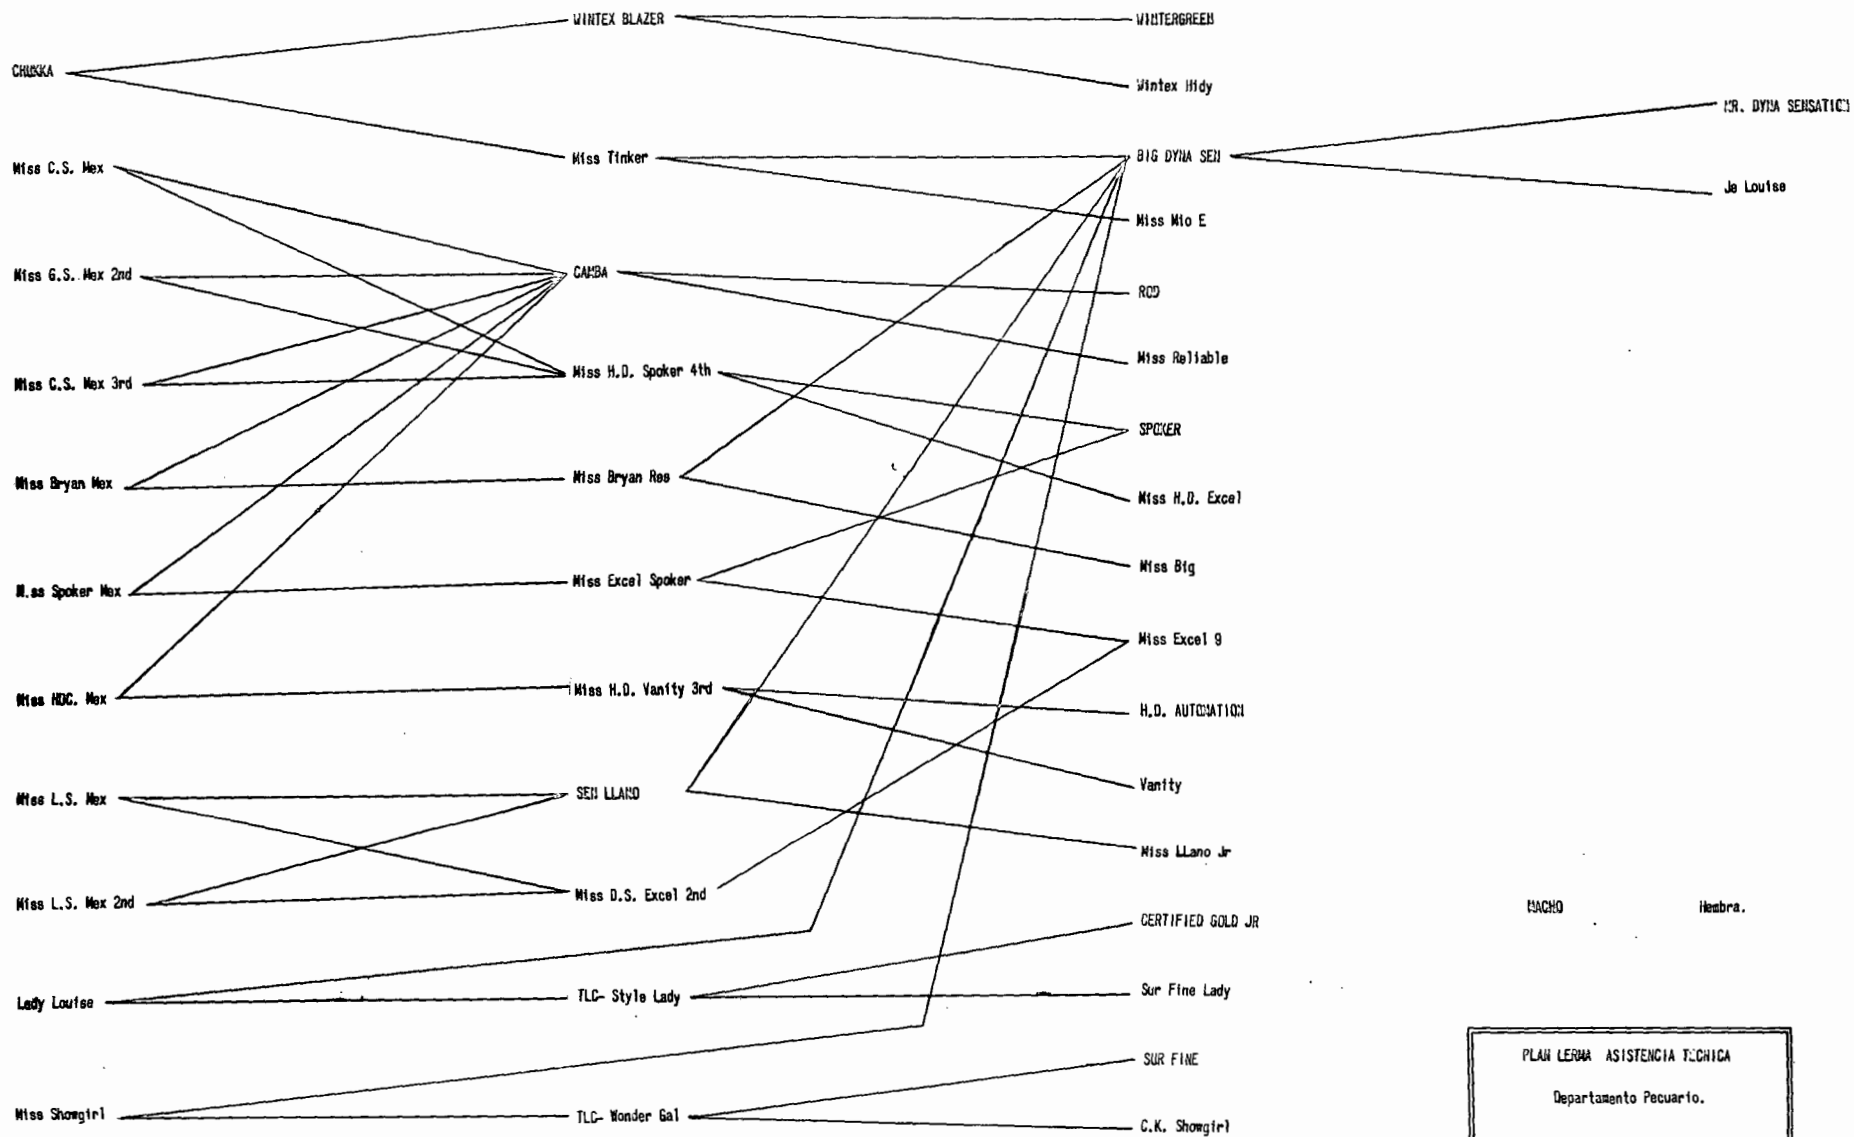 CHUKKA
Miss C.S. Mex
Miss G.S. Mex 2nd
Miss C.S. Mex 3rd
Miss Bryan Mex
M.ss Spoker Mex
Miss HDC. Mex
Miss L.S. Mex
Miss L.S. Mex 2nd
Lady Louise
Miss Showgirl
WINTEX BLAZER
Miss Tinker
CAMBA
Miss H.D. Spoker 4th
Miss Bryan Res
Miss Excel Spoker
Miss H.D. Vanity 3rd
SEN LLANO
Miss D.S. Excel 2nd
TLC- Style Lady
TLC- Wonder Gal
WINTERGREEN
Wintex Hidy
BIG DYNA SEN
Miss Mio E
ROD
Miss Reliable
SPOKER
Miss H.D. Excel
Miss Big
Miss Excel 9
H.D. AUTOMATION
Vanity
Miss LLano Jr
CERTIFIED GOLD JR
Sur Fine Lady
SUR FINE
C.K. Showgirl
MR. DYNA SENSATION
Je Louise
MACHO Hembra.
PLAN LERMA ASISTENCIA TECNICA
Departamento Pecuario.